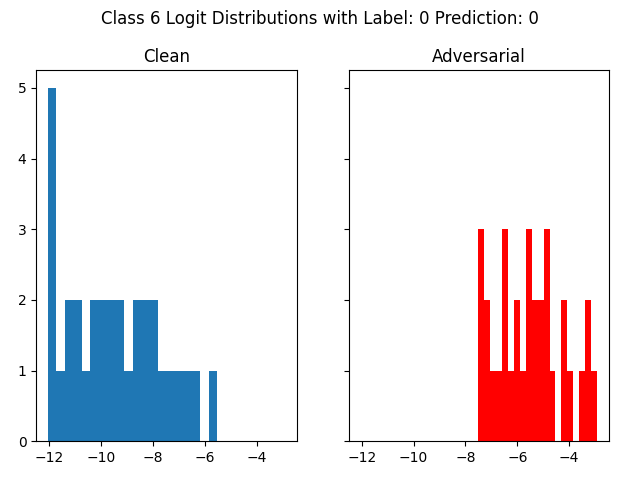 Class 6 Logit Distributions with Label: 0 Prediction: 0
Clean
Adversarial
5
4
3
2
1
0
−12 −10 −8 −6 −4
−12 −10 −8 −6 −4